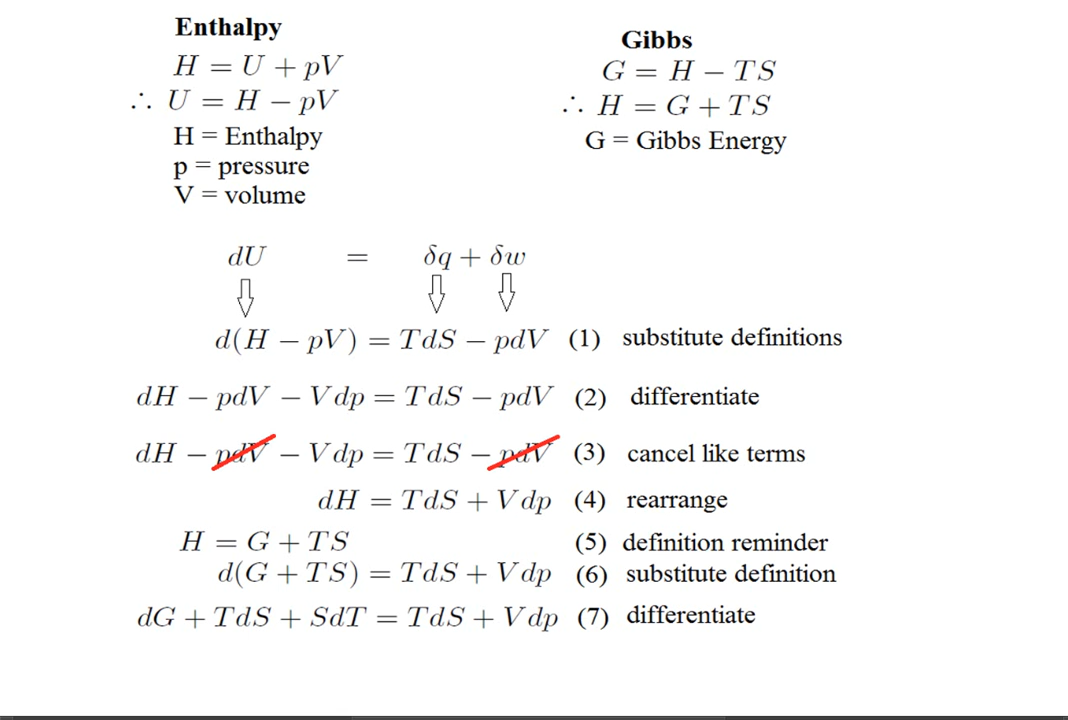 Enthalpy
H = U + pV
∴ U = H − pV
H = Enthalpy
p = pressure
V = volume
Gibbs
G = H − TS
∴ H = G + TS
G = Gibbs Energy
dU = δq + δw
d(H − pV) = TdS − pdV (1) substitute definitions
dH − pdV − Vdp = TdS − pdV (2) differentiate
dH − pdV − Vdp = TdS − pdV (3) cancel like terms
dH = TdS + Vdp (4) rearrange
H = G + TS (5) definition reminder
d(G + TS) = TdS + Vdp (6) substitute definition
dG + TdS + SdT = TdS + Vdp (7) differentiate